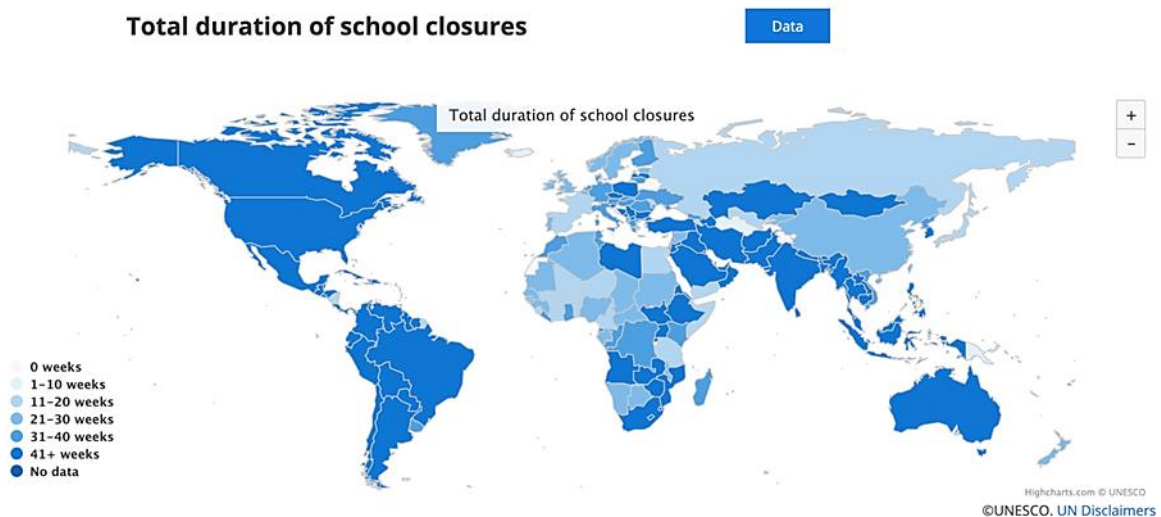 Total duration of school closures
Data
Total duration of school closures
+
−
0 weeks
1–10 weeks
11–20 weeks
21–30 weeks
31–40 weeks
41+ weeks
No data
Highcharts.com © UNESCO
©UNESCO. UN Disclaimers